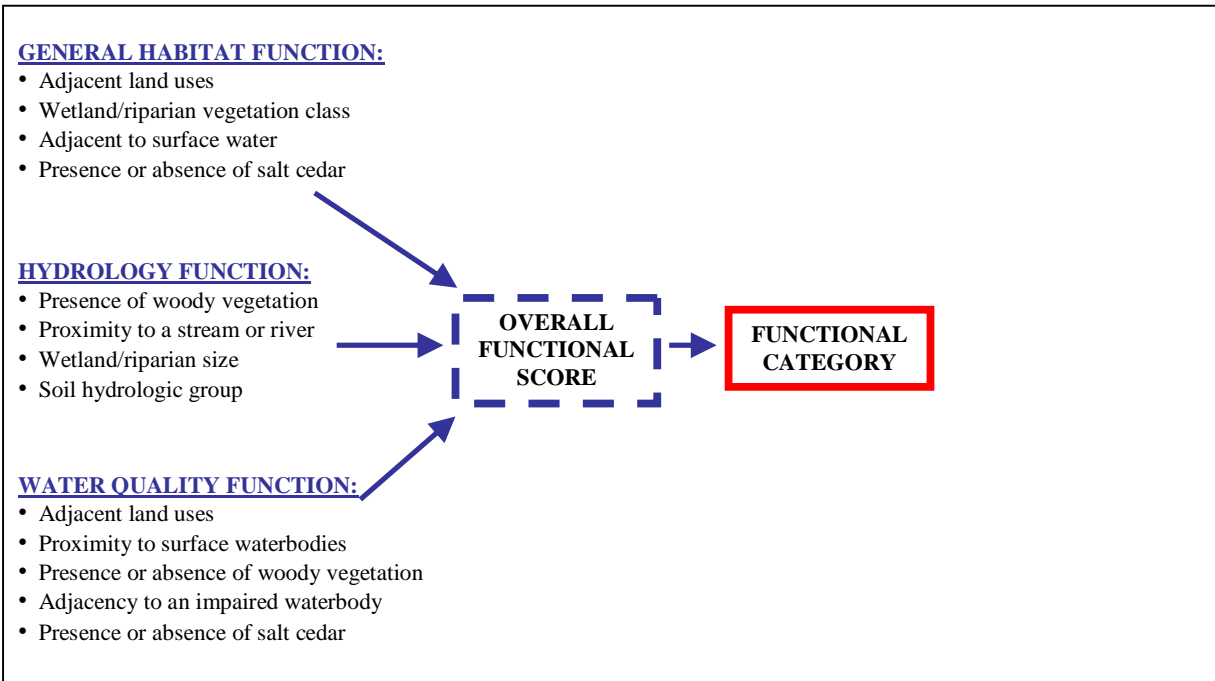 GENERAL HABITAT FUNCTION:
• Adjacent land uses
• Wetland/riparian vegetation class
• Adjacent to surface water
• Presence or absence of salt cedar
HYDROLOGY FUNCTION:
• Presence of woody vegetation
• Proximity to a stream or river
• Wetland/riparian size
• Soil hydrologic group
OVERALL
FUNCTIONAL
SCORE
FUNCTIONAL
CATEGORY
WATER QUALITY FUNCTION:
• Adjacent land uses
• Proximity to surface waterbodies
• Presence or absence of woody vegetation
• Adjacency to an impaired waterbody
• Presence or absence of salt cedar